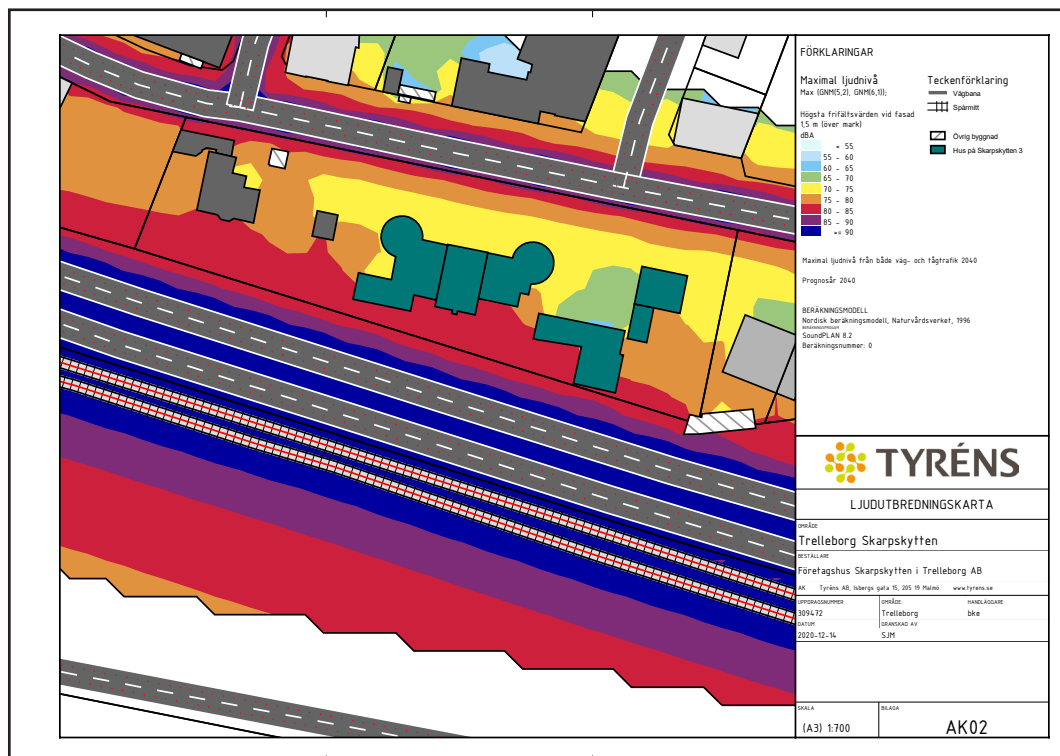 FÖRKLARINGAR
Maximal ljudnivå
Max (GNM(5,2), GNM(6,1));
Högsta frifältsvärden vid fasad
1,5 m (över mark)
dBA
= 55
55 - 60
60 - 65
65 - 70
70 - 75
75 - 80
80 - 85
85 - 90
>= 90
Teckenförklaring
Vägbana
Spårmitt
Övrig byggnad
Hus på Skarpskytten 3
Maximal ljudnivå från både väg- och tågtrafik 2040
Prognosår 2040
BERÄKNINGSMODELL
Nordisk beräkningsmodell, Naturvårdsverket, 1996
BERÄKNINGSPROGRAM
SoundPLAN 8.2
Beräkningsnummer: 0
TYRÉNS
LJUDUTBREDNINGSKARTA
OMRÅDE
Trelleborg Skarpskytten
BESTÄLLARE
Företagshus Skarpskytten i Trelleborg AB
AK Tyréns AB, Isbergs gata 15, 205 19 Malmö www.tyrens.se
UPPDRAGSNUMMER OMRÅDE: HANDLÄGGARE
309472 Trelleborg bke
DATUM GRANSKAD AV
2020-12-14 SJM
SKALA BILAGA
(A3) 1:700 AK02